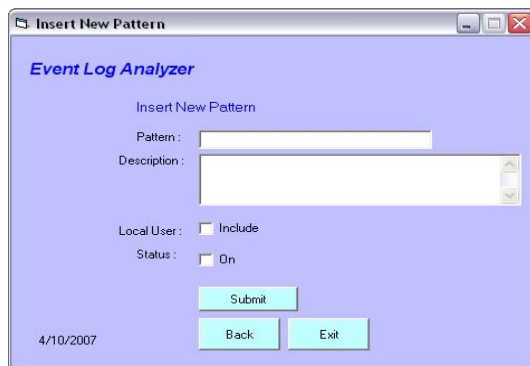 Insert New Pattern
Event Log Analyzer
Insert New Pattern
Pattern :
Description :
Local User : Include
Status : On
Submit
Back Exit
4/10/2007